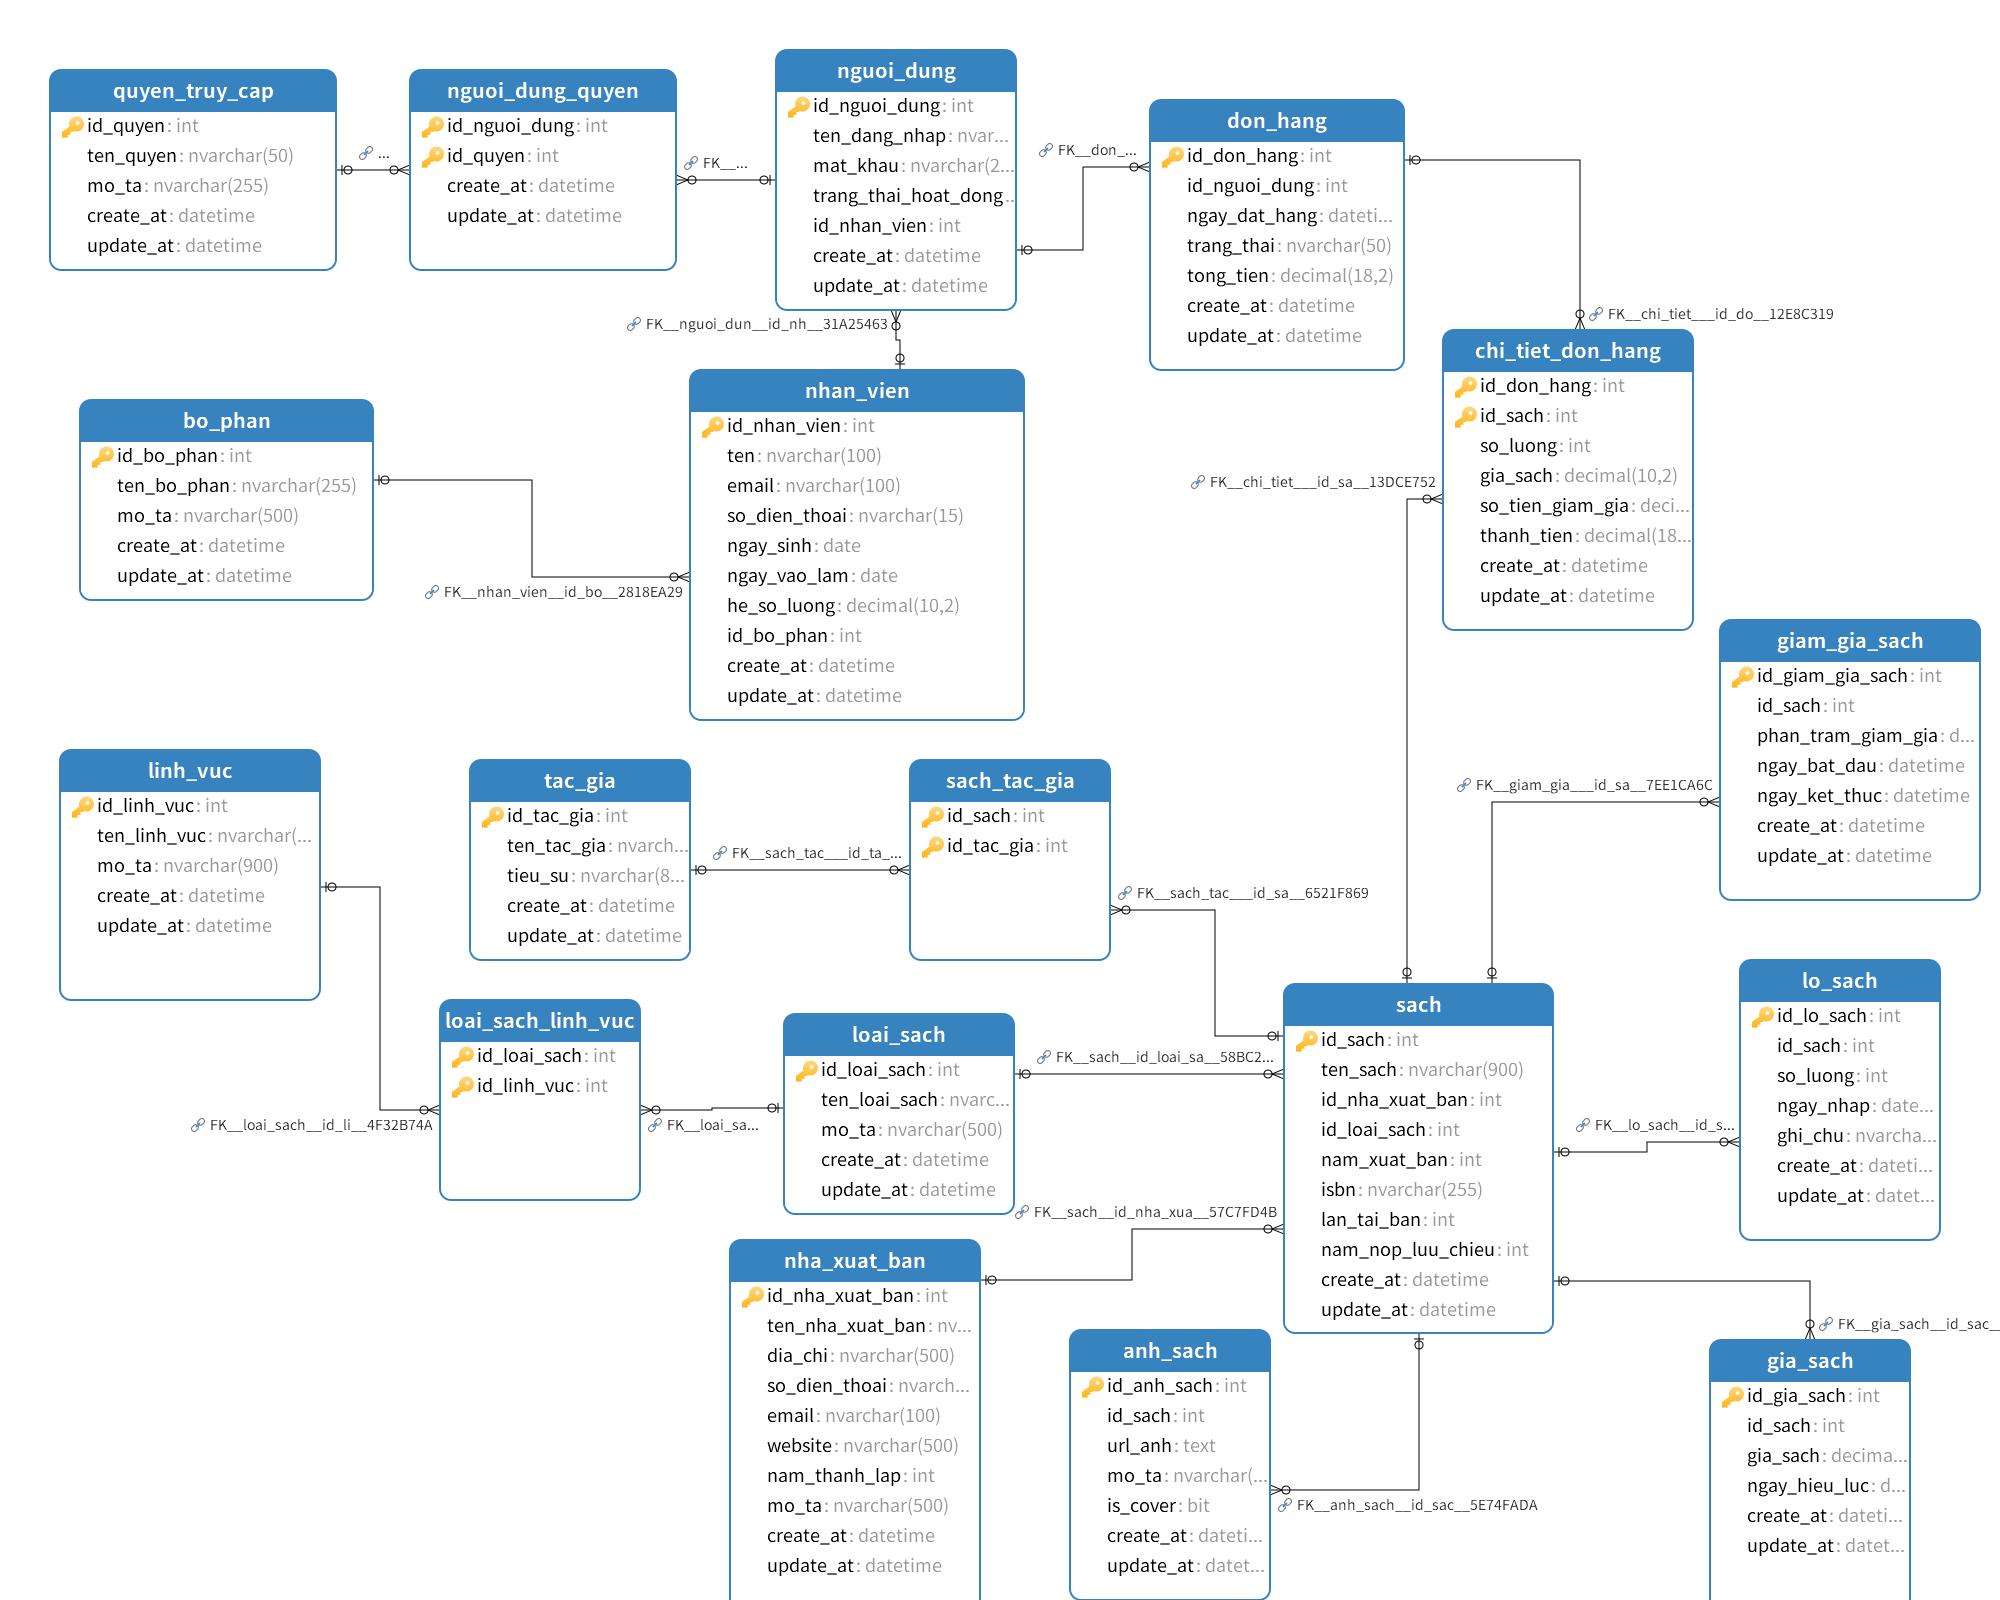 quyen_truy_cap
id_quyen: int
ten_quyen: nvarchar(50)
mo_ta: nvarchar(255)
create_at: datetime
update_at: datetime
...
nguoi_dung_quyen
id_nguoi_dung: int
id_quyen: int
create_at: datetime
update_at: datetime
FK__...
nguoi_dung
id_nguoi_dung: int
ten_dang_nhap: nvar...
mat_khau: nvarchar(2...
trang_thai_hoat_dong...
id_nhan_vien: int
create_at: datetime
update_at: datetime
FK__don_...
don_hang
id_don_hang: int
id_nguoi_dung: int
ngay_dat_hang: dateti...
trang_thai: nvarchar(50)
tong_tien: decimal(18,2)
create_at: datetime
update_at: datetime
FK__nguoi_dun__id_nh__31A25463
FK__chi_tiet___id_do__12E8C319
chi_tiet_don_hang
id_don_hang: int
id_sach: int
so_luong: int
gia_sach: decimal(10,2)
so_tien_giam_gia: deci...
thanh_tien: decimal(18...
create_at: datetime
update_at: datetime
FK__chi_tiet___id_sa__13DCE752
bo_phan
id_bo_phan: int
ten_bo_phan: nvarchar(255)
mo_ta: nvarchar(500)
create_at: datetime
update_at: datetime
FK__nhan_vien__id_bo__2818EA29
nhan_vien
id_nhan_vien: int
ten: nvarchar(100)
email: nvarchar(100)
so_dien_thoai: nvarchar(15)
ngay_sinh: date
ngay_vao_lam: date
he_so_luong: decimal(10,2)
id_bo_phan: int
create_at: datetime
update_at: datetime
giam_gia_sach
id_giam_gia_sach: int
id_sach: int
phan_tram_giam_gia: d...
ngay_bat_dau: datetime
ngay_ket_thuc: datetime
create_at: datetime
update_at: datetime
FK__giam_gia___id_sa__7EE1CA6C
linh_vuc
id_linh_vuc: int
ten_linh_vuc: nvarchar(...
mo_ta: nvarchar(900)
create_at: datetime
update_at: datetime
tac_gia
id_tac_gia: int
ten_tac_gia: nvarch...
tieu_su: nvarchar(8...
create_at: datetime
update_at: datetime
FK__sach_tac___id_ta_...
sach_tac_gia
id_sach: int
id_tac_gia: int
FK__sach_tac___id_sa__6521F869
loai_sach_linh_vuc
id_loai_sach: int
id_linh_vuc: int
FK__loai_sach__id_li__4F32B74A
FK__loai_sa...
loai_sach
id_loai_sach: int
ten_loai_sach: nvarc...
mo_ta: nvarchar(500)
create_at: datetime
update_at: datetime
FK__sach__id_loai_sa__58BC2...
sach
id_sach: int
ten_sach: nvarchar(900)
id_nha_xuat_ban: int
id_loai_sach: int
nam_xuat_ban: int
isbn: nvarchar(255)
lan_tai_ban: int
nam_nop_luu_chieu: int
create_at: datetime
update_at: datetime
FK__lo_sach__id_s...
lo_sach
id_lo_sach: int
id_sach: int
so_luong: int
ngay_nhap: date...
ghi_chu: nvarcha...
create_at: dateti...
update_at: datet...
FK__sach__id_nha_xua__57C7FD4B
nha_xuat_ban
id_nha_xuat_ban: int
ten_nha_xuat_ban: nv...
dia_chi: nvarchar(500)
so_dien_thoai: nvarch...
email: nvarchar(100)
website: nvarchar(500)
nam_thanh_lap: int
mo_ta: nvarchar(500)
create_at: datetime
update_at: datetime
anh_sach
id_anh_sach: int
id_sach: int
url_anh: text
mo_ta: nvarchar(...
is_cover: bit
create_at: dateti...
update_at: datet...
FK__anh_sach__id_sac__5E74FADA
FK__gia_sach__id_sac__
gia_sach
id_gia_sach: int
id_sach: int
gia_sach: decima...
ngay_hieu_luc: d...
create_at: dateti...
update_at: datet...